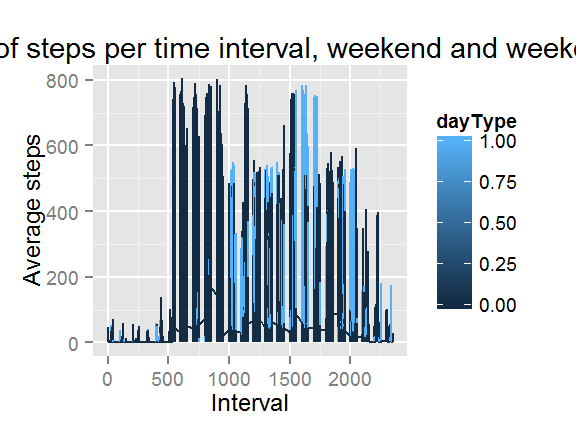 of steps per time interval, weekend and weeke
Average steps
800
600
400
200
0
0 500 1000 1500 2000
Interval
dayType
1.00
0.75
0.50
0.25
0.00